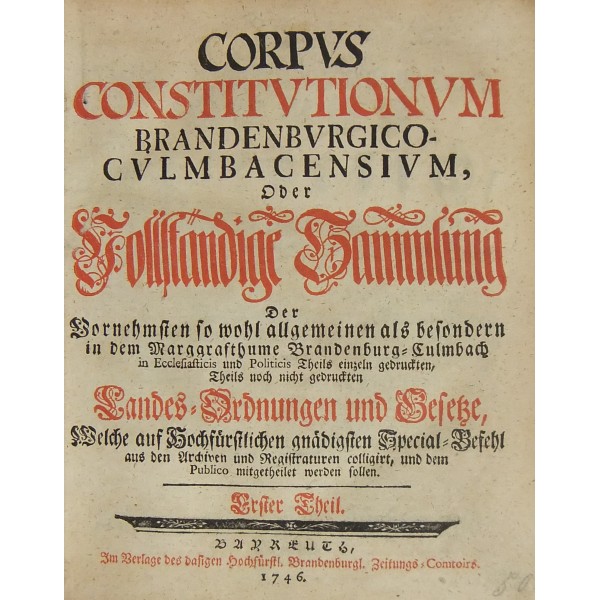 CORPVS
CONSTITVTIONVM
BRANDENBVRGICO-
CVLMBACENSIVM,
Oder
Vollständige Sammlung
Der
Vornehmsten so wohl allgemeinen als besondern
in dem Marggrafthume Brandenburg-Culmbach
in Ecclesiasticis und Politicis Theils einzeln gedruckten,
Theils noch nicht gedruckten
Landes-Ordnungen und Gesetze,
Welche auf Hochfürstlichen gnädigsten Special-Befehl
aus den Archiven und Registraturen colligirt, und dem
Publico mitgetheilet werden sollen.
Erster Theil.
BAYREUTH,
Im Verlage des dasigen Hochfürstl. Brandenburgl. Zeitungs-Comtoirs.
1746.
50